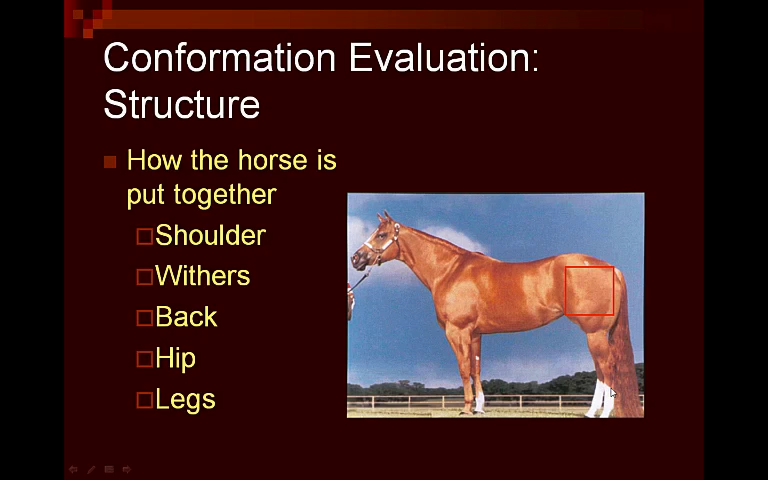 Conformation Evaluation:
Structure
How the horse is
put together
Shoulder
Withers
Back
Hip
Legs